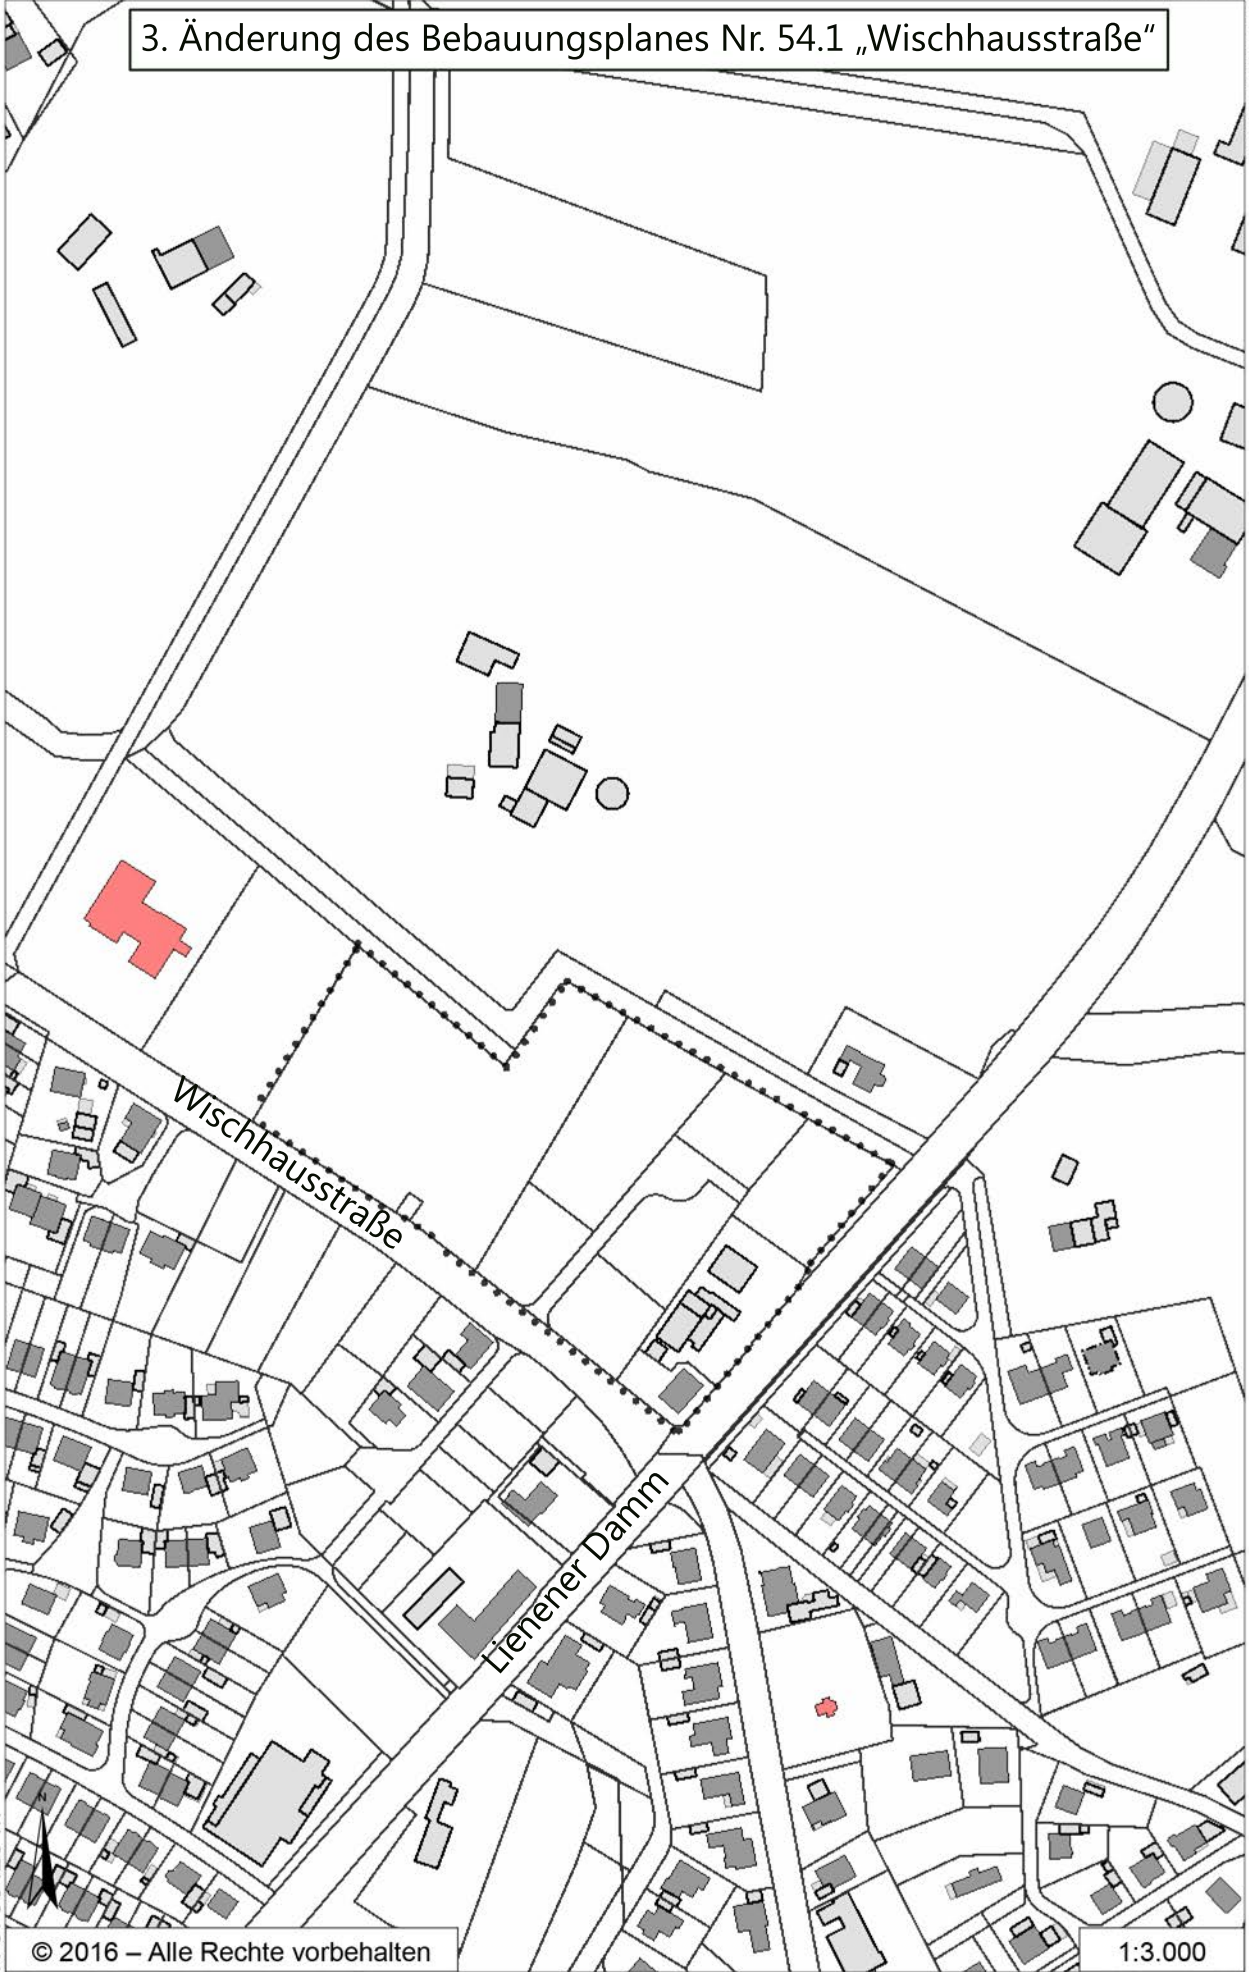 3. Änderung des Bebauungsplanes Nr. 54.1 „Wischhausstraße“
Wischhausstraße
Lienener Damm
N
© 2016 – Alle Rechte vorbehalten
1:3.000